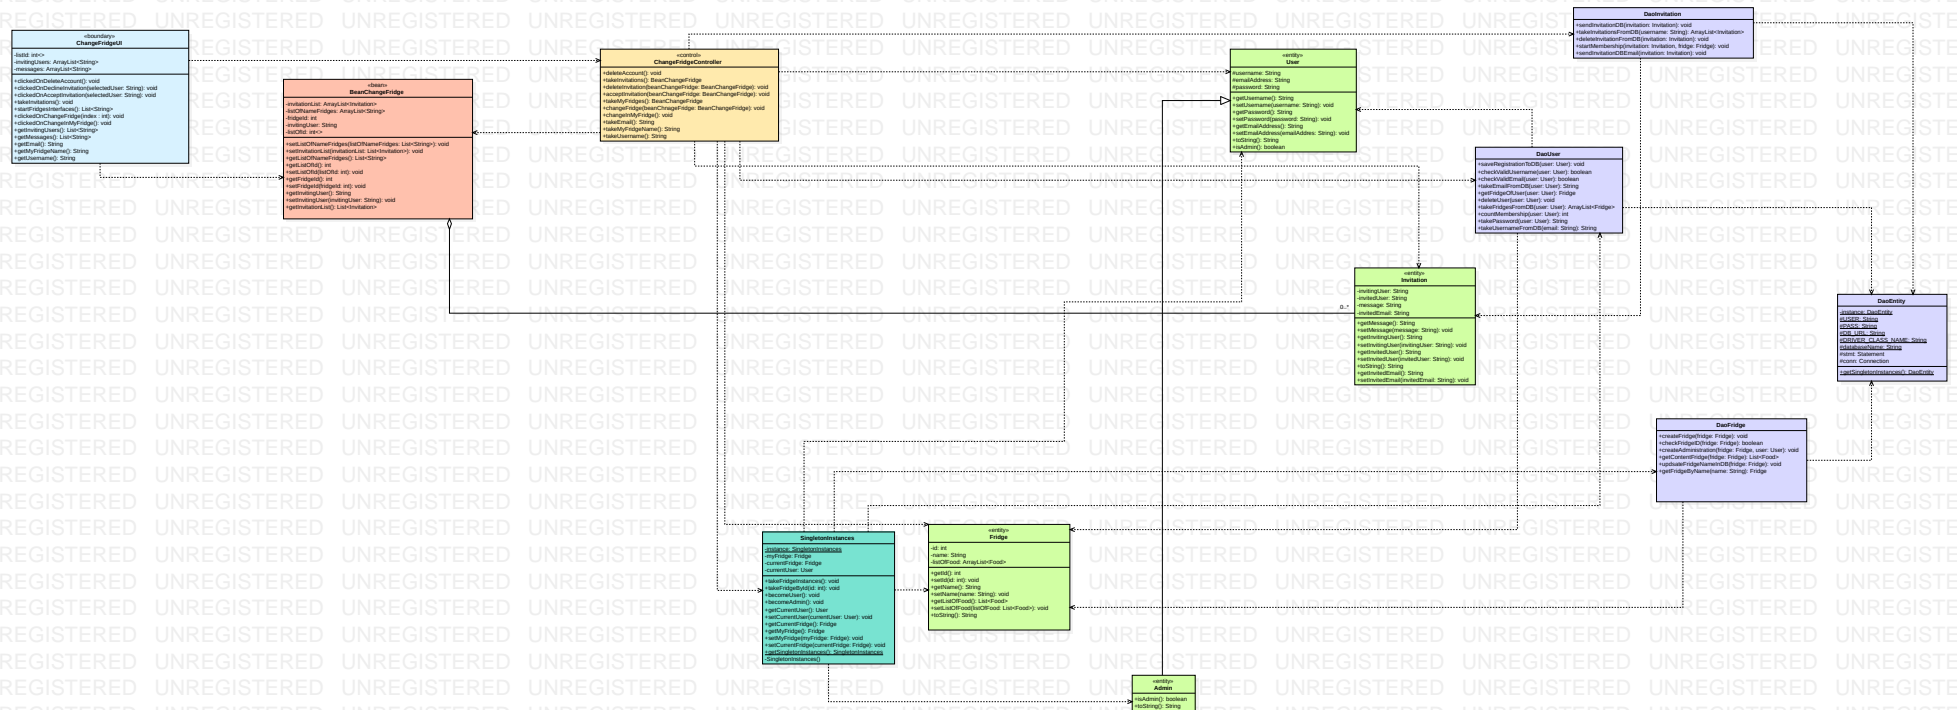 «boundary»
ChangeFridgeUI
-listId: int<>
-invitingUsers: ArrayList<String>
-messages: ArrayList<String>
+clickedOnDeleteAccount(): void
+clickedOnDeclineInvitation(selectedUser: String): void
+clickedOnAcceptInvitation(selectedUser: String): void
+takeInvitations(): void
+startFridgesInterfaces(): List<String>
+clickedOnChangeFridge(index : int): void
+clickedOnChangeInMyFridge(): void
+getInvitingUsers(): List<String>
+getMessages(): List<String>
+getEmail(): String
+getMyFridgeName(): String
+getUsername(): String
«bean»
BeanChangeFridge
-invitationList: ArrayList<Invitation>
-listOfNameFridges: ArrayList<String>
-fridgeId: int
-invitingUser: String
-listOfId: int<>
+setListOfNameFridges(listOfNameFridges: List<String>): void
+setInvitationList(invitationList: List<Invitation>): void
+getListOfNameFridges(): List<String>
+getListOfId(): int
+setListOfId(listOfId: int): void
+getFridgeId(): int
+setFridgeId(fridgeId: int): void
+getInvitingUser(): String
+setInvitingUser(invitingUser: String): void
+getInvitationList(): List<Invitation>
«control»
ChangeFridgeController
+deleteAccount(): void
+takeInvitations(): BeanChangeFridge
+deleteInvitation(beanChangeFridge: BeanChangeFridge): void
+acceptInvitation(beanChangeFridge: BeanChangeFridge): void
+takeMyFridges(): BeanChangeFridge
+changeFridge(beanChnageFridge: BeanChangeFridge): void
+changeInMyFridge(): void
+takeEmail(): String
+takeMyFridgeName(): String
+takeUsername(): String
«entity»
User
#username: String
#emailAddress: String
#password: String
+getUsername(): String
+setUsername(username: String): void
+getPassword(): String
+setPassword(password: String): void
+getEmailAddress(): String
+setEmailAddress(emailAddres: String): void
+toString(): String
+isAdmin(): boolean
DaoInvitation
+sendInvitationDB(invitation: Invitation): void
+takeInvitationsFromDB(username: String): ArrayList<Invitation>
+deleteInvitationFromDB(invitation: Invitation): void
+startMembership(invitation: Invitation, fridge: Fridge): void
+sendInvitationDBEmail(invitation: Invitation): void
DaoUser
+saveRegistrationToDB(user: User): void
+checkValidUsername(user: User): boolean
+checkValidEmail(user: User): boolean
+takeEmailFromDB(user: User): String
+getFridgeOfUser(user: User): Fridge
+deleteUser(user: User): void
+takeFridgesFromDB(user: User): ArrayList<Fridge>
+countMembership(user: User): int
+takePassword(user: User): String
+takeUsernameFromDB(email: String): String
«entity»
Invitation
-invitingUser: String
-invitedUser: String
-message: String
-invitedEmail: String
+getMessage(): String
+setMessage(message: String): void
+getInvitingUser(): String
+setInvitingUser(invitingUser: String): void
+getInvitedUser(): String
+setInvitedUser(invitedUser: String): void
+toString(): String
+getInvitedEmail(): String
+setInvitedEmail(invitedEmail: String): void
0..*
DaoEntity
-instance: DaoEntity
#USER: String
#PASS: String
#DB_URL: String
#DRIVER_CLASS_NAME: String
#databaseName: String
#stmt: Statement
#conn: Connection
+getSingletonInstances(): DaoEntity
DaoFridge
+createFridge(fridge: Fridge): void
+checkFridgeID(fridge: Fridge): boolean
+createAdministration(fridge: Fridge, user: User): void
+getContentFridge(fridge: Fridge): List<Food>
+updsateFridgeNameInDB(fridge: Fridge): void
+getFridgeByName(name: String): Fridge
SingletonInstances
-instance: SingletonInstances
-myFridge: Fridge
-currentFridge: Fridge
-currentUser: User
+takeFridgeInstances(): void
+takeFridgeById(id: int): void
+becomeUser(): void
+becomeAdmin(): void
+getCurrentUser(): User
+setCurrentUser(currentUser: User): void
+getCurrentFridge(): Fridge
+getMyFridge(): Fridge
+setMyFridge(myFridge: Fridge): void
+setCurrentFridge(currentFridge: Fridge): void
+getSingletonInstances(): SingletonInstances
-SingletonInstances()
«entity»
Fridge
-id: int
-name: String
-listOfFood: ArrayList<Food>
+getId(): int
+setId(id: int): void
+getName(): String
+setName(name: String): void
+getListOfFood(): List<Food>
+setListOfFood(listOfFood: List<Food>): void
+toString(): String
«entity»
Admin
+isAdmin(): boolean
+toString(): String